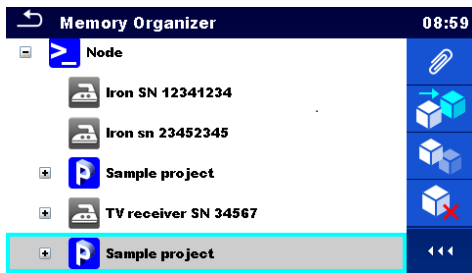 Memory Organizer 08:59
Node
Iron SN 12341234
Iron sn 23452345
Sample project
TV receiver SN 34567
Sample project